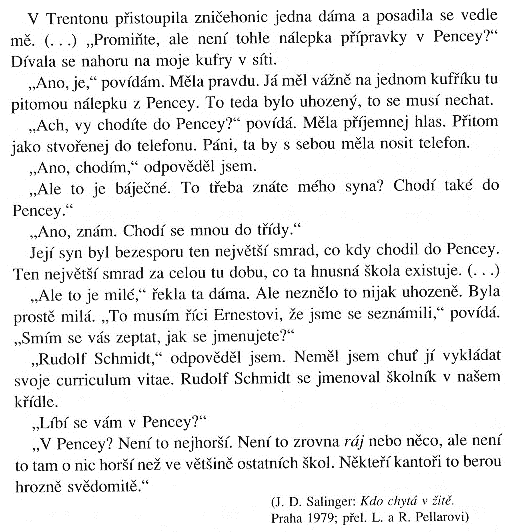 V Trentonu přistoupila zničehonic jedna dáma a posadila se vedle
mě. (. . .) „Promiňte, ale není tohle nálepka přípravky v Pencey?“
Dívala se nahoru na moje kufry v síti.
„Ano, je,“ povídám. Měla pravdu. Já měl vážně na jednom kufříku tu
pitomou nálepku z Pencey. To teda bylo uhozený, to se musí nechat.
„Ach, vy chodíte do Pencey?“ povídá. Měla příjemnej hlas. Přitom
jako stvořenej do telefonu. Páni, ta by s sebou měla nosit telefon.
„Ano, chodím,“ odpověděl jsem.
„Ale to je báječné. To třeba znáte mého syna? Chodí také do
Pencey.“
„Ano, znám. Chodí se mnou do třídy.“
Její syn byl bezesporu ten největší smrad, co kdy chodil do Pencey.
Ten největší smrad za celou tu dobu, co ta hnusná škola existuje. (. . .)
„Ale to je milé,“ řekla ta dáma. Ale neznělo to nijak uhozeně. Byla
prostě milá. „To musím říci Ernestovi, že jsme se seznámili,“ povídá.
„Smím se vás zeptat, jak se jmenujete?“
„Rudolf Schmidt,“ odpověděl jsem. Neměl jsem chuť jí vykládat
svoje curriculum vitae. Rudolf Schmidt se jmenoval školník v našem
křídle.
„Líbí se vám v Pencey?“
„V Pencey? Není to nejhorší. Není to zrovna ráj nebo něco, ale není
to tam o nic horší než ve většině ostatních škol. Někteří kantoři to berou
hrozně svědomitě.“
(J. D. Salinger: Kdo chytá v žitě.
Praha 1979; přel. L. a R. Pellarovi)